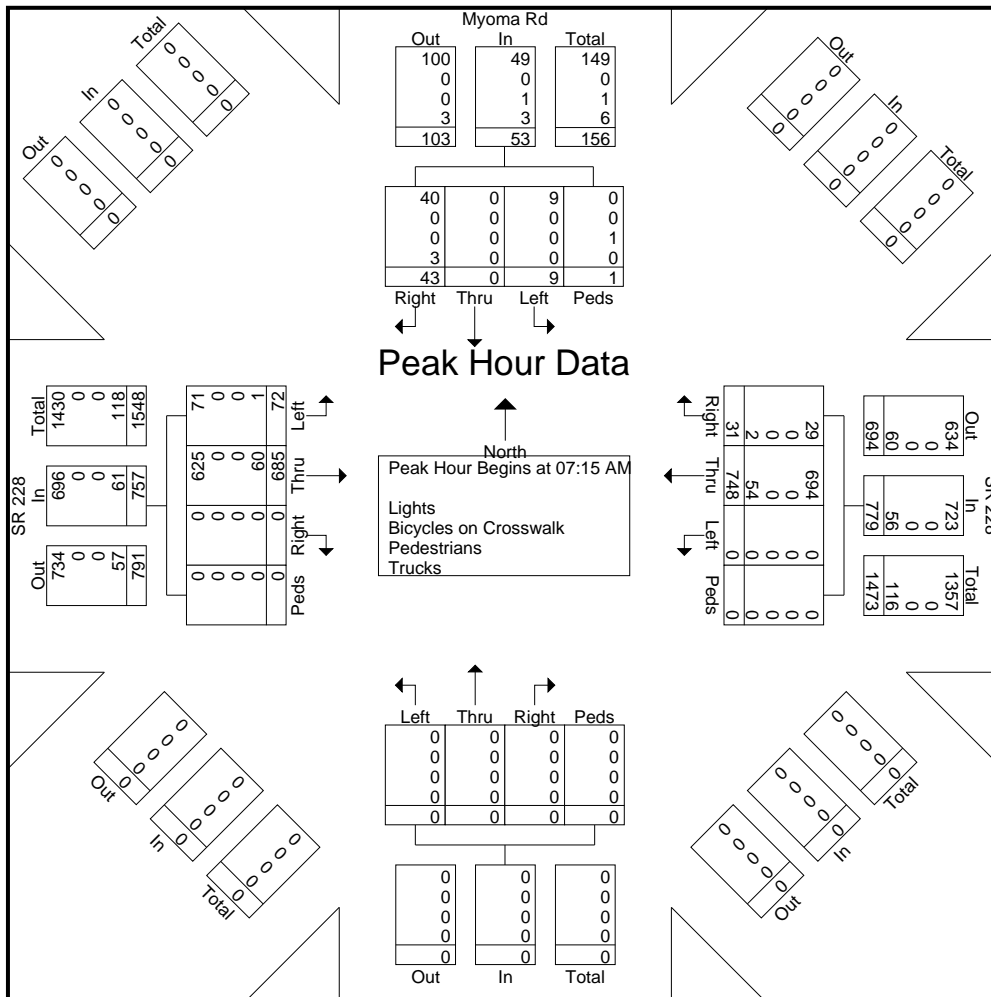 Myoma Rd
Out In Total
100 49 149
0 0 0
0 1 1
3 3 6
103 53 156
40 0 9 0
0 0 0 0
0 0 0 1
3 0 0 0
43 0 9 1
Right Thru Left Peds
Total
0 0 0 0 0
In
0 0 0 0 0
Out
0 0 0 0 0
Out
0 0 0 0 0
In
0 0 0 0 0
Total
0 0 0 0 0
Peak Hour Data
North
Peak Hour Begins at 07:15 AM
Lights
Bicycles on Crosswalk
Pedestrians
Trucks
SR 228
Total
1430 0 0 118 1548
In
696 0 0 61 757
Out
734 0 0 57 791
71 0 0 1 72
Left
625 0 0 60 685
Thru
0 0 0 0 0
Right
0 0 0 0 0
Peds
Right
29 0 0 2 31
Thru
694 0 0 54 748
Left
0 0 0 0 0
Peds
0 0 0 0 0
Out
634 0 0 60 694
In
723 0 0 56 779
Total
1357 0 0 116 1473
SR 228
Left Thru Right Peds
0 0 0 0
0 0 0 0
0 0 0 0
0 0 0 0
0 0 0 0
0 0 0
0 0 0
0 0 0
0 0 0
0 0 0
Out In Total
Out
0 0 0 0 0
In
0 0 0 0 0
Total
0 0 0 0 0
Total
0 0 0 0 0
In
0 0 0 0 0
Out
0 0 0 0 0